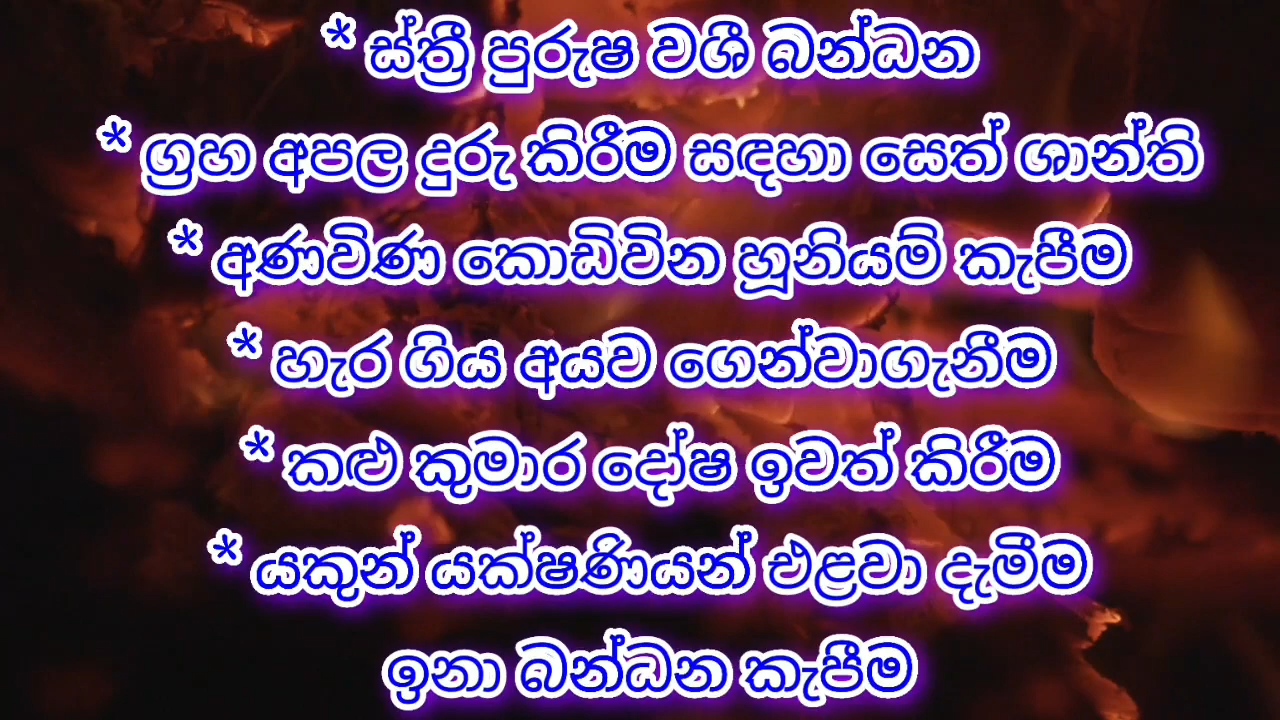 * ස්ත්‍රී පුරුෂ වශී බන්ධන
* ග්‍රහ අපල දුරු කිරීම සඳහා සෙත් ශාන්ති
* අණවිණ කොඩිවින හූනියම් කැපීම
* හැර ගිය අයව ගෙන්වාගැනීම
* කළු කුමාර දෝෂ ඉවත් කිරීම
* යකුන් යක්ෂණියන් එළවා දැමීම
ඉනා බන්ධන කැපීම